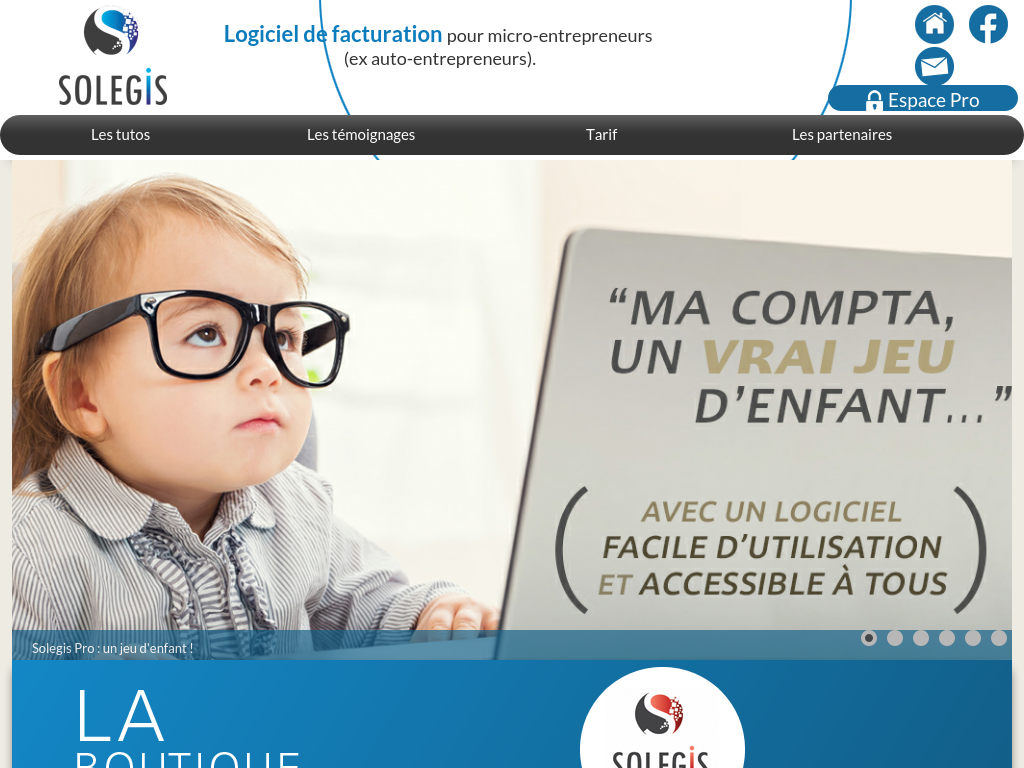 SOLEGiS
Logiciel de facturation pour micro-entrepreneurs
(ex auto-entrepreneurs).
Espace Pro
Les tutos Les témoignages Tarif Les partenaires
“MA COMPTA,
UN VRAI JEU
D’ENFANT...”
(AVEC UN LOGICIEL
FACILE D’UTILISATION
ET ACCESSIBLE À TOUS)
Solegis Pro : un jeu d'enfant !
LA
BOUTIQUE
SOLEGiS